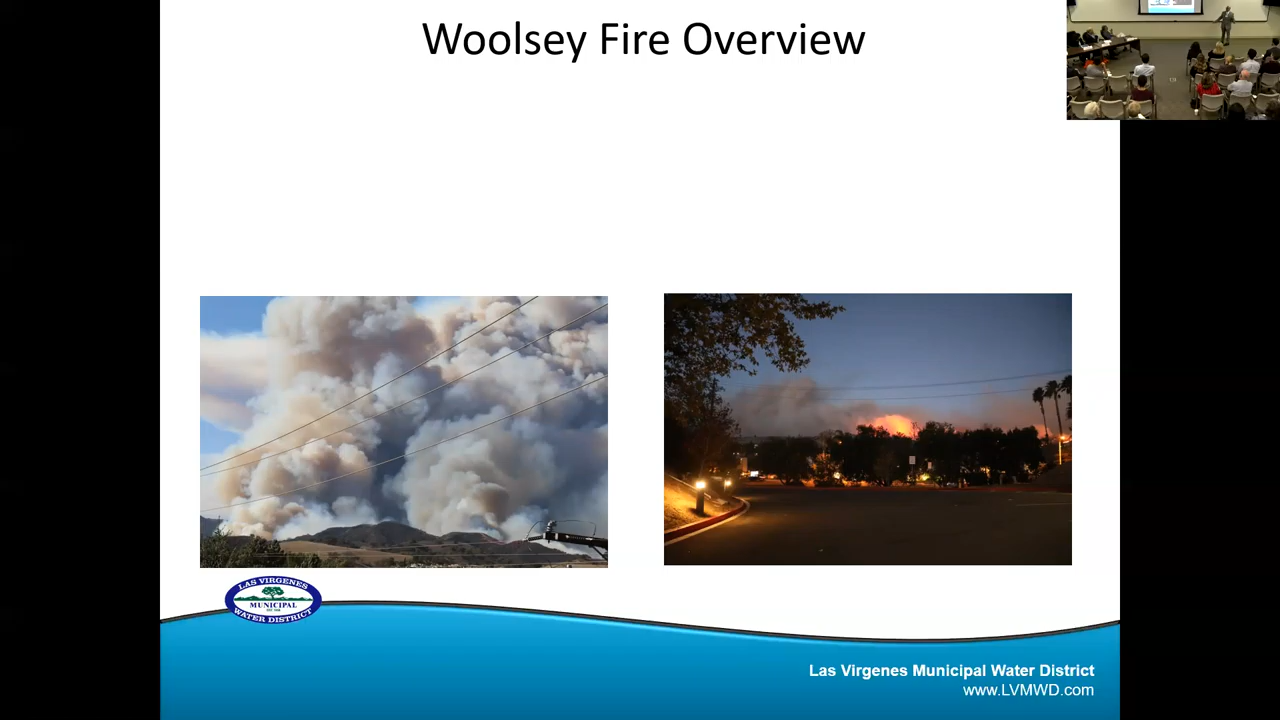 Woolsey Fire Overview
LAS VIRGENES
MUNICIPAL
WATER DISTRICT
Las Virgenes Municipal Water District
www.LVMWD.com